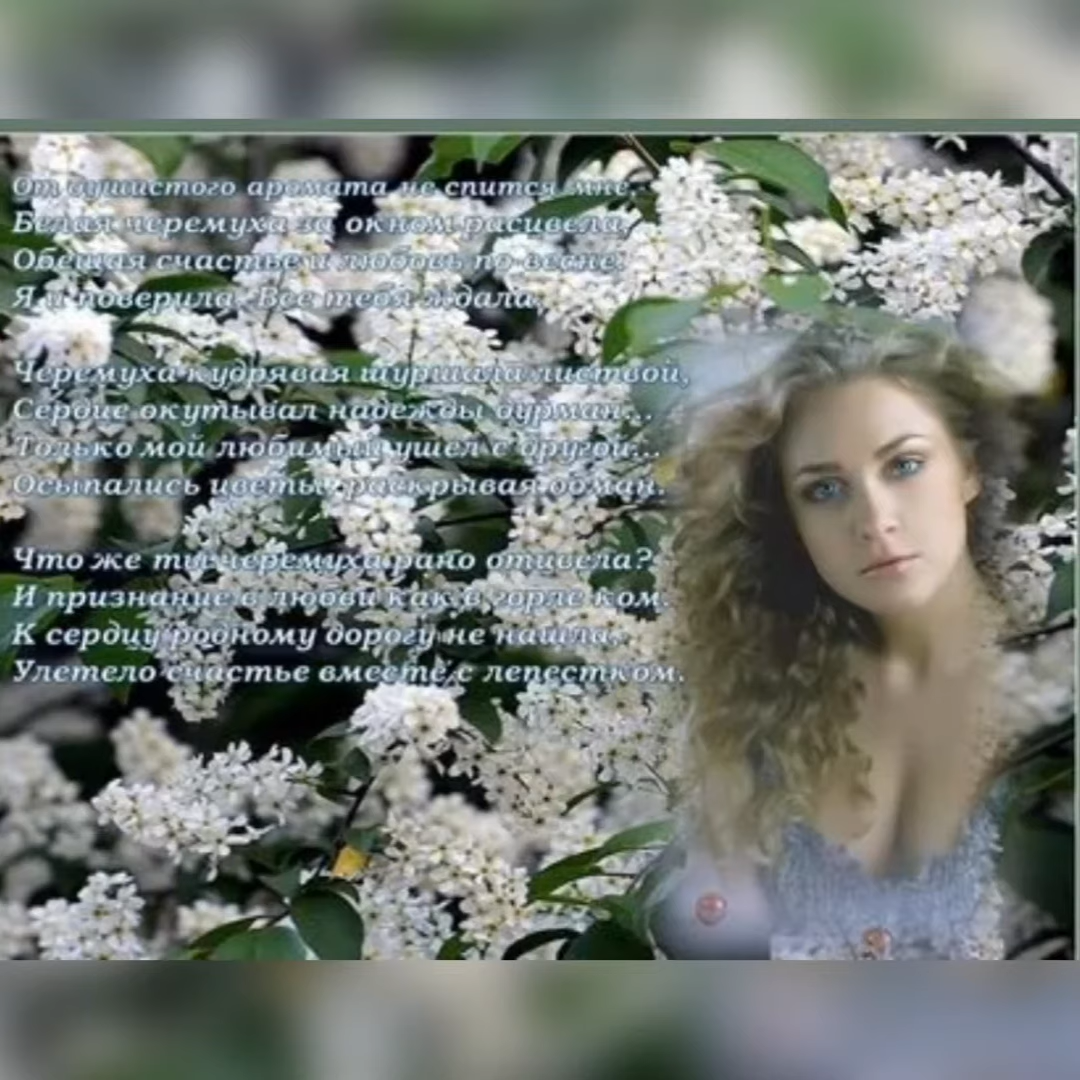 От душистого аромата не спится мне,
Белая черемуха за окном расцвела,
Обещая счастье и любовь по весне,
Я и поверила. Все тебя ждала.
Черемуха кудрявая шуршала листвой,
Сердце окутывал надежды дурман...
Только мой любимый ушел с другой...
Осыпались цветы, раскрывая обман.
Что же ты черемуха рано отцвела?
И признание в любви как в горле ком.
К сердцу родному дорогу не нашла,
Улетело счастье вместе с лепестком.